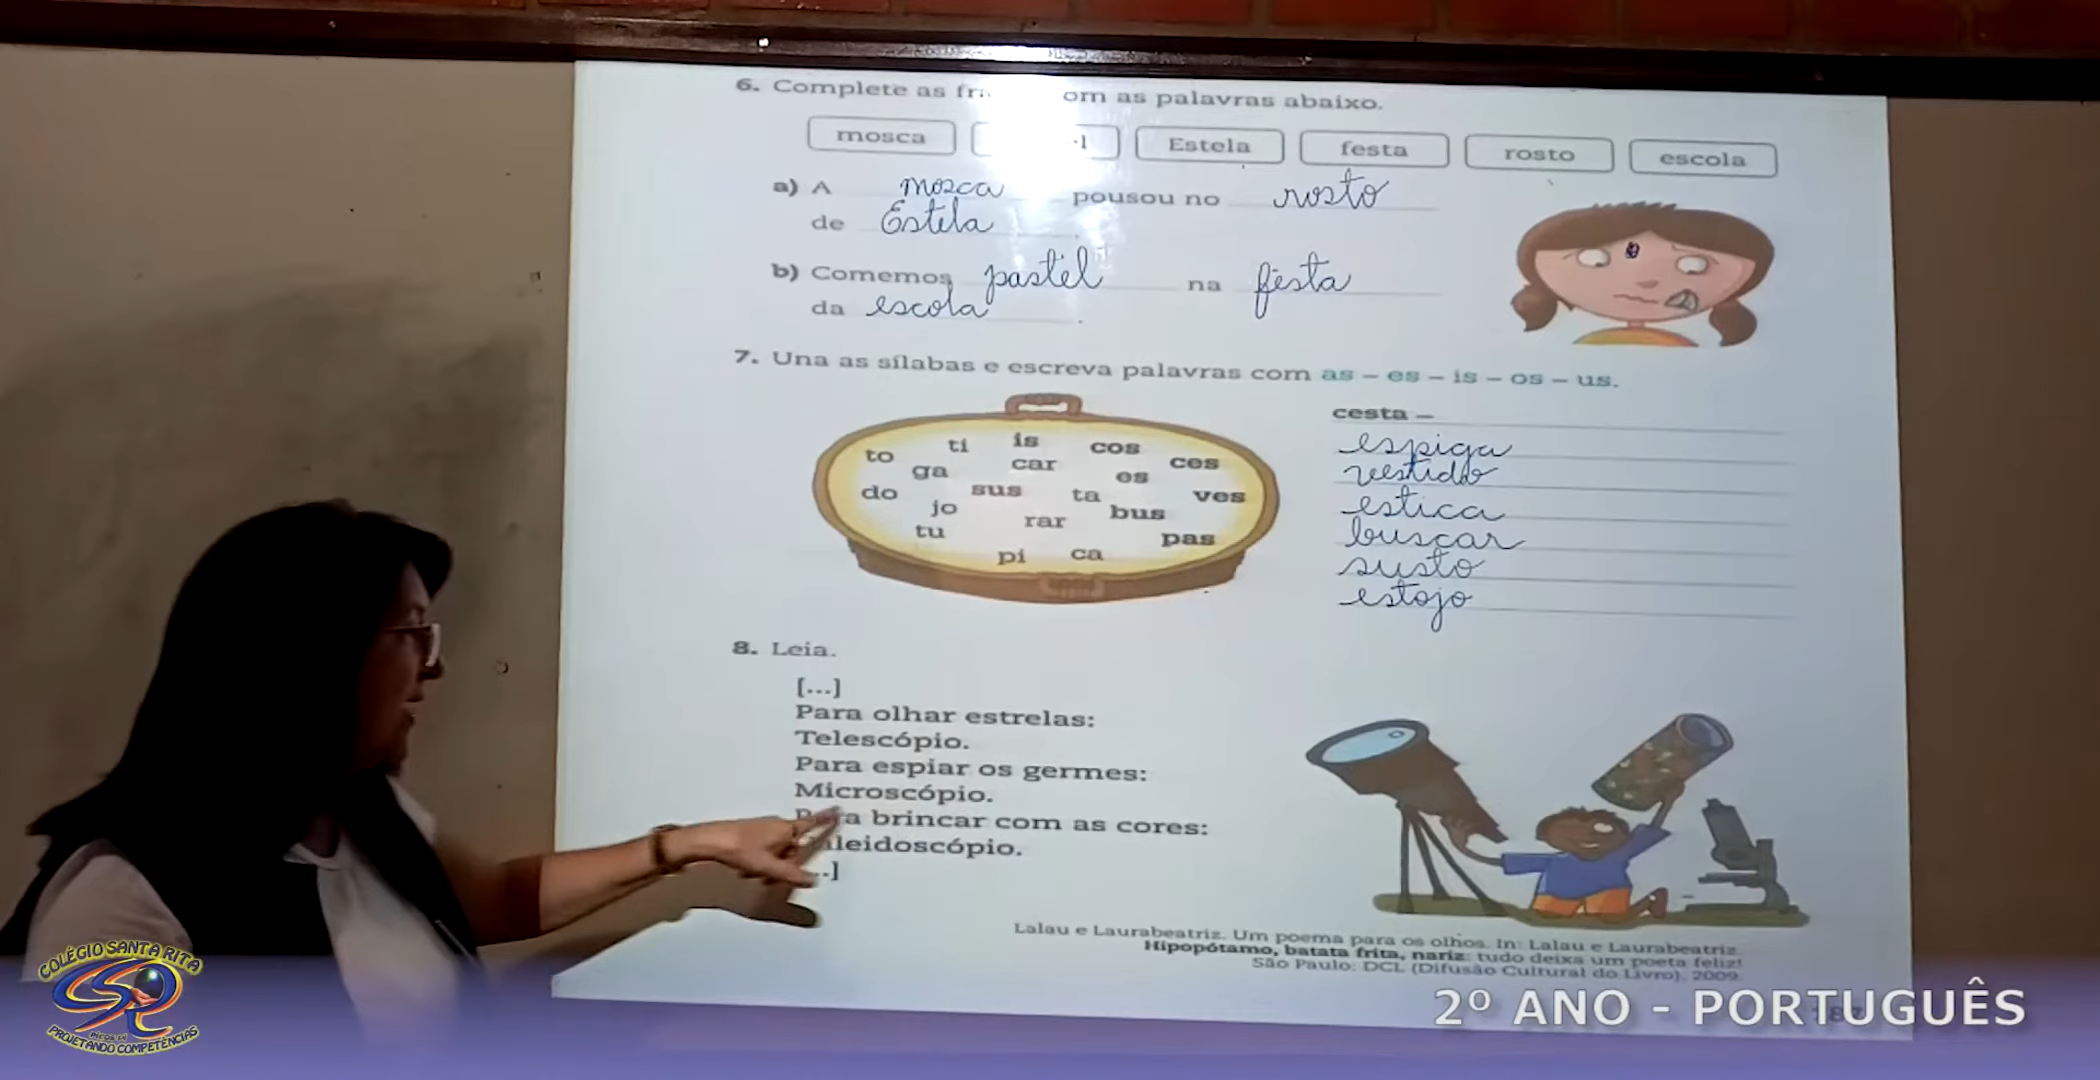 6. Complete as om as palavras abaixo.
mosca Estela festa rosto escola
a) A mosca pousou no rosto
de Estela.
b) Comemos pastel na festa
da escola.
7. Una as sílabas e escreva palavras com as – es – is – os – us.
to ti is cos ces
ga car es
do sus ta ves
jo rar bus
tu pas
pi ca
cesta –
espiga
vestido
estica
buscar
susto
estojo
8. Leia.
[...]
Para olhar estrelas:
Telescópio.
Para espiar os germes:
Microscópio.
Para brincar com as cores:
leidoscópio.
..]
Lalau e Laurabeatriz. Um poema para os olhos. In: Lalau e Laurabeatriz.
Hipopótamo, batata frita, nariz: tudo deixa um poeta feliz!
São Paulo: DCL (Difusão Cultural do Livro), 2009.
COLÉGIO SANTA RITA
PROJETANDO COMPETÊNCIAS
2º ANO - PORTUGUÊS